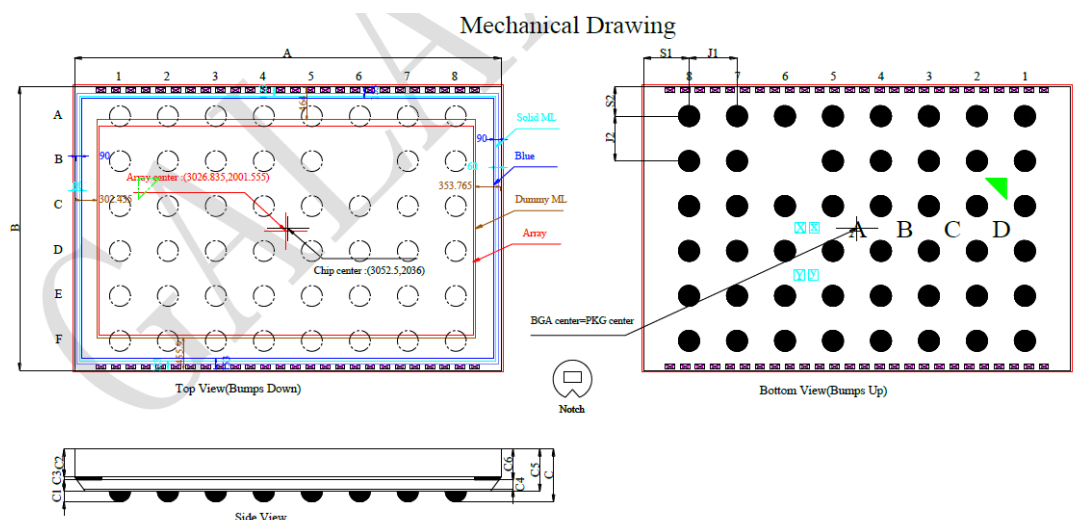 Mechanical Drawing
A
1 2 3 4 5 6 7 8
A
B
C
D
E
F
B
90
302.435
164
Array center :(3026.835,2001.555)
Chip center :(3052.5,2036)
353.765
90
Solid ML
Blue
Dummy ML
Array
Top View(Bumps Down)
S1 J1
8 7 6 5 4 3 2 1
S2
J2
X X
Y Y
A B C D
BGA center=PKG center
Bottom View(Bumps Up)
Notch
C2
C3
C1
C6
C5
C4
C
Side View